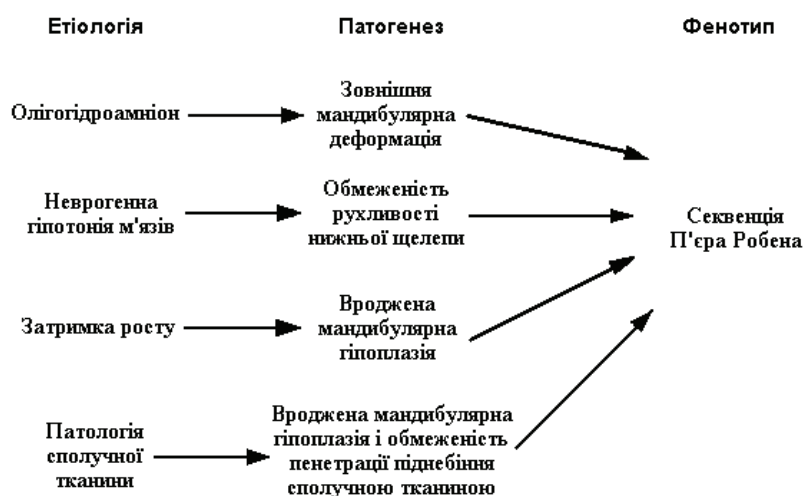 Етіологія
Патогенез
Фенотип
Олігогідроамніон
Зовнішня
мандибулярна
деформація
Неврогенна
гіпотонія м'язів
Обмеженість
рухливості
нижньої щелепи
Секвенція
П'єра Робена
Затримка росту
Вроджена
мандибулярна
гіпоплазія
Патологія
сполучної
тканини
Вроджена мандибулярна
гіпоплазія і обмеженість
пенетрації піднебіння
сполучною тканиною